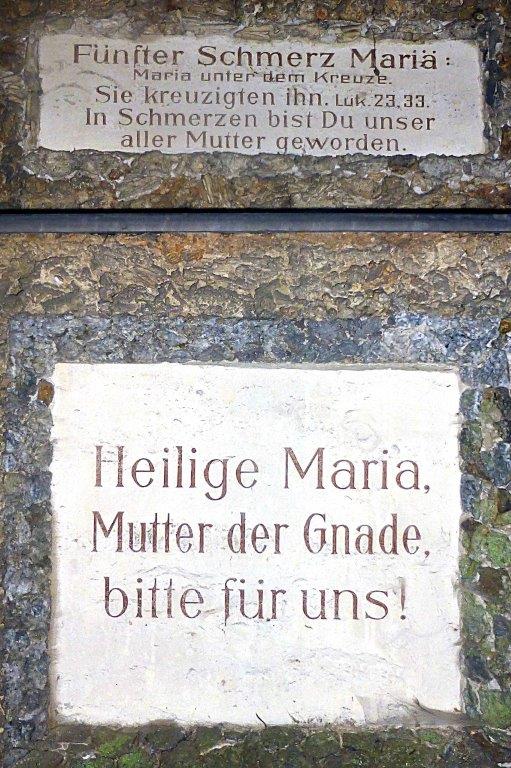 Fünfter Schmerz Mariä:
Maria unter dem Kreuze.
Sie kreuzigten ihn. Luk. 23, 33.
In Schmerzen bist Du unser
aller Mutter geworden.
Heilige Maria,
Mutter der Gnade,
bitte für uns!